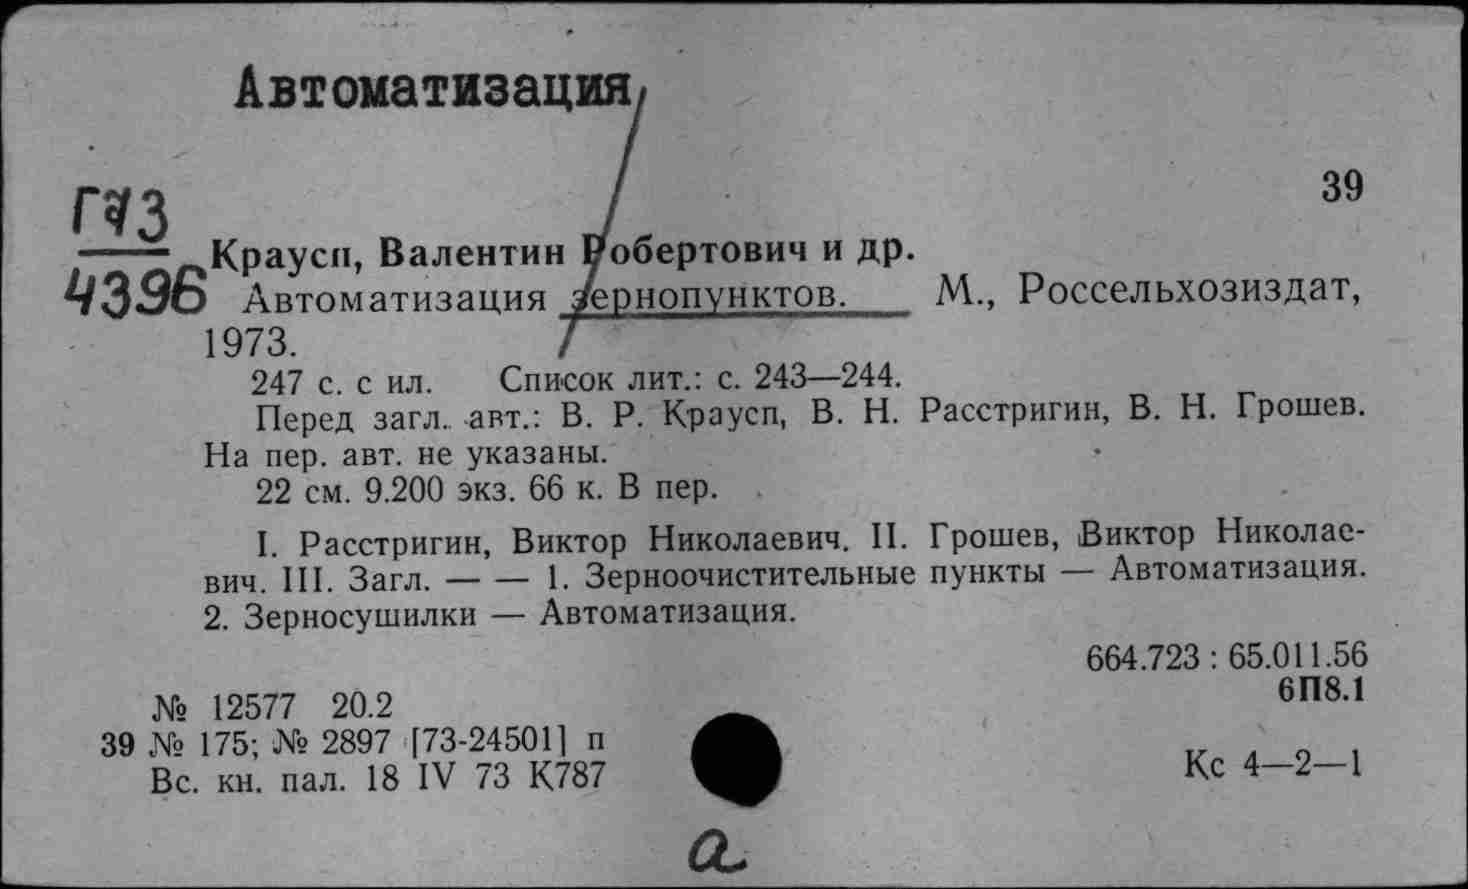 Автоматизация
39
Г73
4396
Краусп​, Валентин Робертович и др.
Автоматизация зернопунктов. М., Россельхозиздат,
1973.
247 с. с ил. Список лит.: с. 243—244.
Перед загл. авт.: В. Р. Краусп, В. Н. Расстригин, В. Н. Грошев.
На пер. авт. не указаны.
22 см. 9.200 экз. 66 к. В пер.
I. Расстригин, Виктор Николаевич. II. Грошев, Виктор Николае-
вич. III. Загл. — — 1. Зерноочистительные пункты — Автоматизация.
2. Зерносушилки — Автоматизация.
664.723 : 65.011.56
6П8.1
№ 12577 20.2
39 № 175; № 2897 [73-24501] п
Вс. кн. пал. 18 IV 73 К787
Кс 4—2—1
а